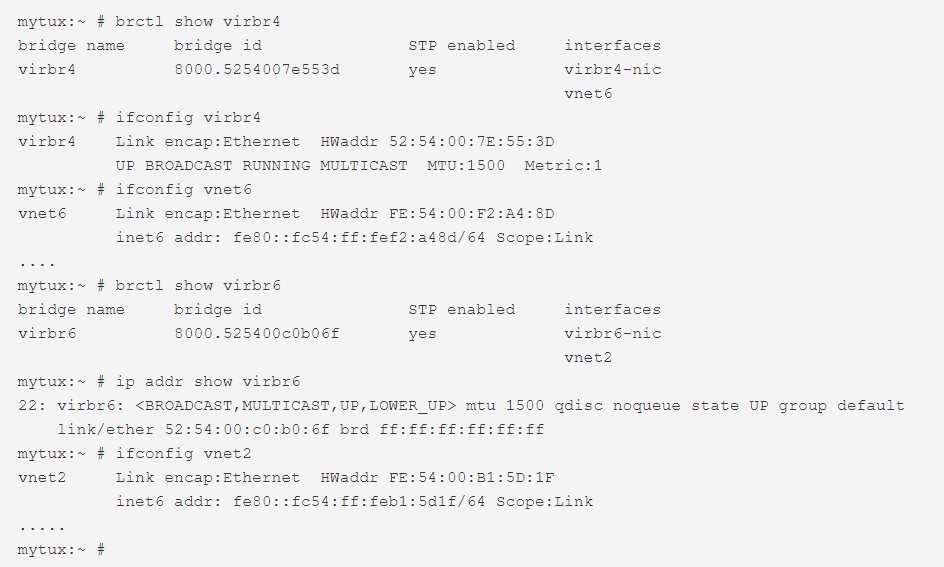 mytux:~ # brctl show virbr4
bridge name     bridge id               STP enabled     interfaces
virbr4          8000.5254007e553d       yes             virbr4-nic
                                                        vnet6
mytux:~ # ifconfig virbr4
virbr4    Link encap:Ethernet  HWaddr 52:54:00:7E:55:3D
          UP BROADCAST RUNNING MULTICAST  MTU:1500  Metric:1
mytux:~ # ifconfig vnet6
vnet6     Link encap:Ethernet  HWaddr FE:54:00:F2:A4:8D
          inet6 addr: fe80::fc54:ff:fef2:a48d/64 Scope:Link
....
mytux:~ # brctl show virbr6
bridge name     bridge id               STP enabled     interfaces
virbr6          8000.525400c0b06f       yes             virbr6-nic
                                                        vnet2
mytux:~ # ip addr show virbr6
22: virbr6: <BROADCAST,MULTICAST,UP,LOWER_UP> mtu 1500 qdisc noqueue state UP group default
    link/ether 52:54:00:c0:b0:6f brd ff:ff:ff:ff:ff:ff
mytux:~ # ifconfig vnet2
vnet2     Link encap:Ethernet  HWaddr FE:54:00:B1:5D:1F
          inet6 addr: fe80::fc54:ff:feb1:5d1f/64 Scope:Link
.....
mytux:~ #